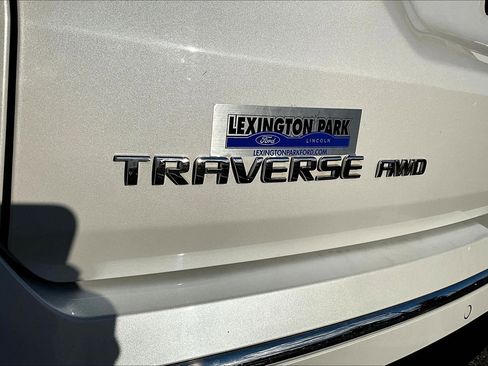 LEXINGTON PARK
Ford LINCOLN
LEXINGTONPARKFORD.COM
TRAVERSE AWD